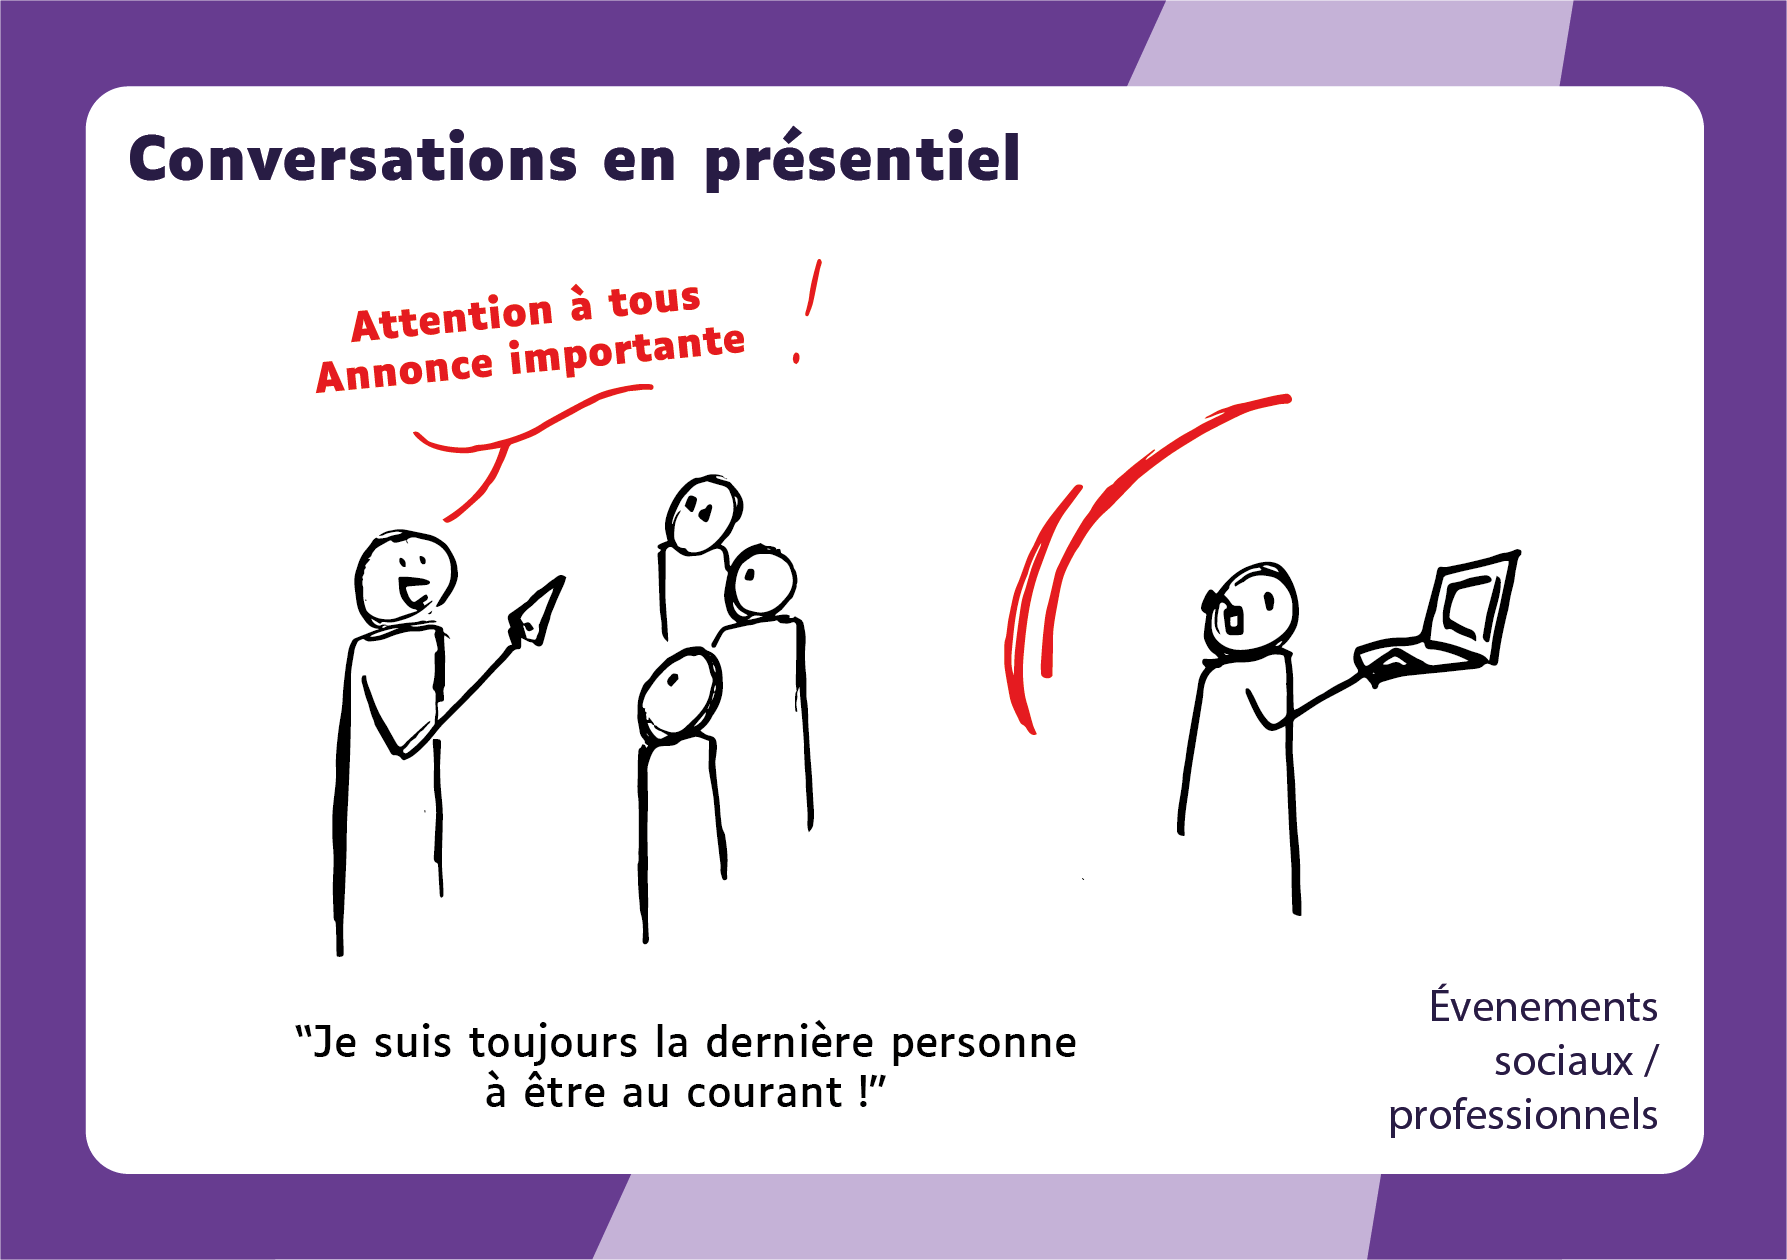 Conversations en présentiel
Attention à tous
Annonce importante !
“Je suis toujours la dernière personne
à être au courant !”
Évenements
sociaux /
professionnels